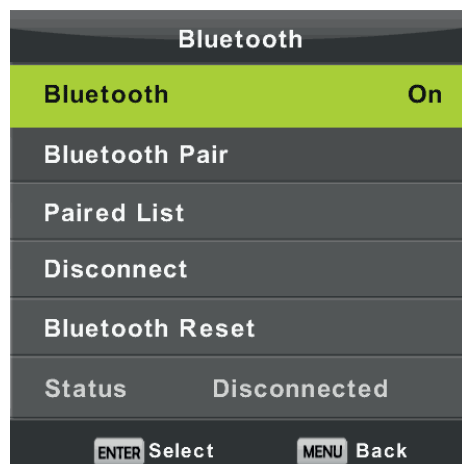 Bluetooth
Bluetooth On
Bluetooth Pair
Paired List
Disconnect
Bluetooth Reset
Status Disconnected
ENTER Select MENU Back